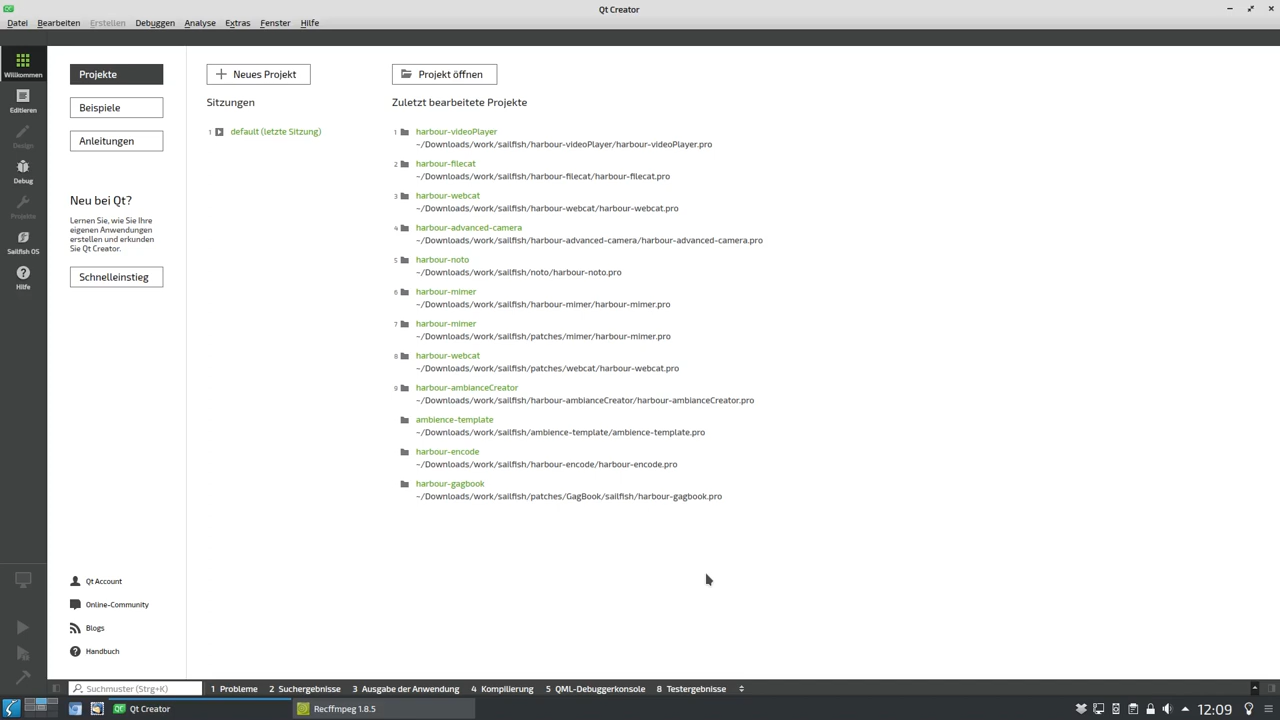 Qt Creator
Datei Bearbeiten Erstellen Debuggen Analyse Extras Fenster Hilfe
Willkommen
Editieren
Design
Debug
Projekte
Sailfish OS
Hilfe
Projekte
Beispiele
Anleitungen
Neu bei Qt?
Lernen Sie, wie Sie Ihre
eigenen Anwendungen
erstellen und erkunden
Sie Qt Creator.
Schnelleinstieg
Qt Account
Online-Community
Blogs
Handbuch
Neues Projekt
Sitzungen
1 default (letzte Sitzung)
Projekt öffnen
Zuletzt bearbeitete Projekte
1 harbour-videoPlayer
~/Downloads/work/sailfish/harbour-videoPlayer/harbour-videoPlayer.pro
2 harbour-filecat
~/Downloads/work/sailfish/harbour-filecat/harbour-filecat.pro
3 harbour-webcat
~/Downloads/work/sailfish/harbour-webcat/harbour-webcat.pro
4 harbour-advanced-camera
~/Downloads/work/sailfish/harbour-advanced-camera/harbour-advanced-camera.pro
5 harbour-noto
~/Downloads/work/sailfish/noto/harbour-noto.pro
6 harbour-mimer
~/Downloads/work/sailfish/harbour-mimer/harbour-mimer.pro
7 harbour-mimer
~/Downloads/work/sailfish/patches/mimer/harbour-mimer.pro
8 harbour-webcat
~/Downloads/work/sailfish/patches/webcat/harbour-webcat.pro
9 harbour-ambianceCreator
~/Downloads/work/sailfish/harbour-ambianceCreator/harbour-ambianceCreator.pro
ambience-template
~/Downloads/work/sailfish/ambience-template/ambience-template.pro
harbour-encode
~/Downloads/work/sailfish/harbour-encode/harbour-encode.pro
harbour-gagbook
~/Downloads/work/sailfish/patches/GagBook/sailfish/harbour-gagbook.pro
Suchmuster (Strg+K) 1 Probleme 2 Suchergebnisse 3 Ausgabe der Anwendung 4 Kompilierung 5 QML-Debuggerkonsole 8 Testergebnisse
Qt Creator Recffmpeg 1.8.5 12:09